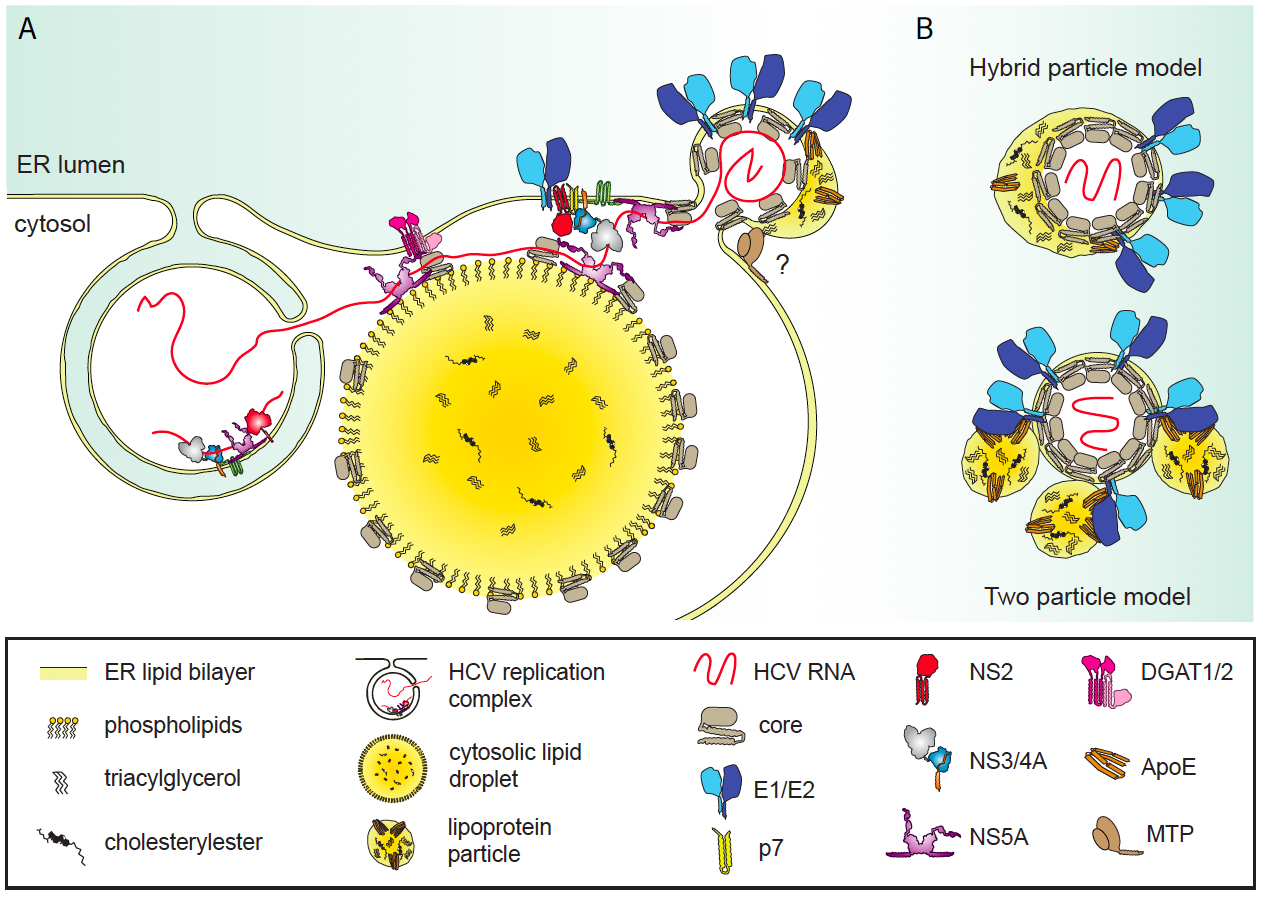 A
B
Hybrid particle model
ER lumen
cytosol
?
Two particle model
ER lipid bilayer
phospholipids
triacylglycerol
cholesterylester
HCV replication
complex
cytosolic lipid
droplet
lipoprotein
particle
HCV RNA
core
E1/E2
p7
NS2
NS3/4A
NS5A
DGAT1/2
ApoE
MTP